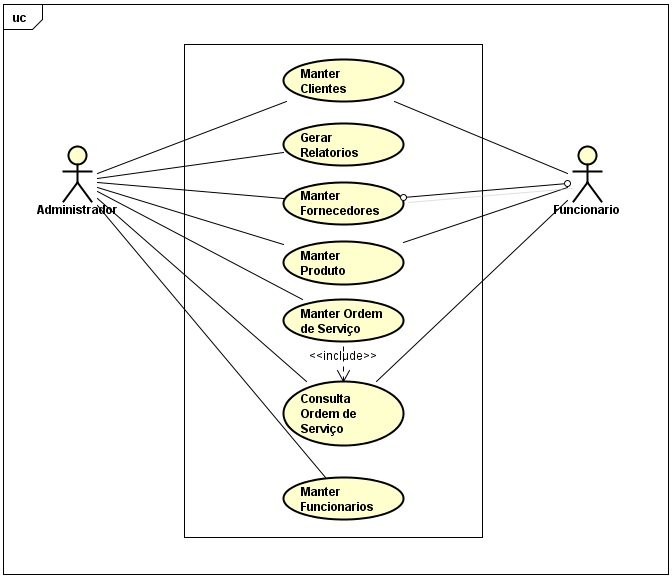 uc
Manter
Clientes
Gerar
Relatorios
Manter
Fornecedores
Administrador
Funcionario
Manter
Produto
Manter Ordem
de Serviço
<<include>>
Consulta
Ordem de
Serviço
Manter
Funcionarios